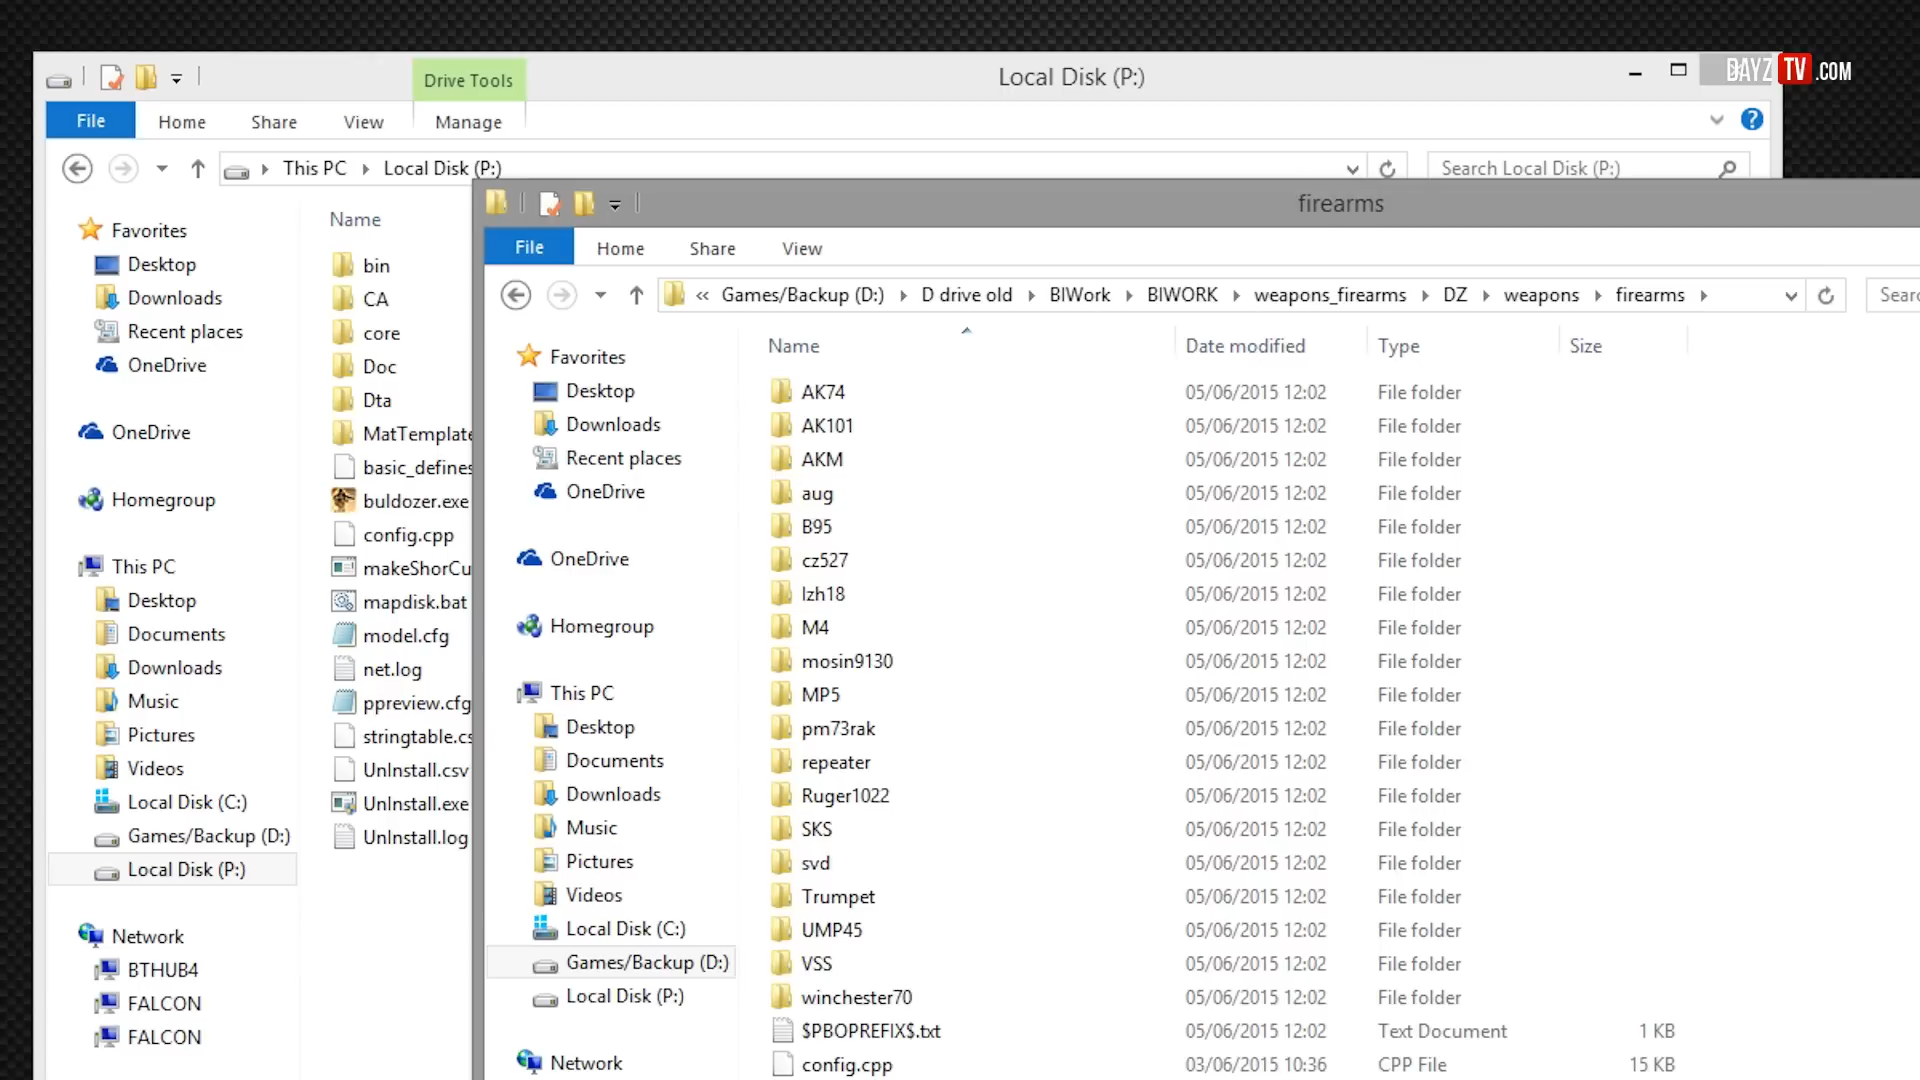 Drive Tools
Local Disk (P:)
DAYZ TV .COM
File
Home
Share
View
Manage
This PC
Local Disk (P:)
Search Local Disk (P:)
Favorites
Desktop
Downloads
Recent places
OneDrive
OneDrive
Homegroup
This PC
Desktop
Documents
Downloads
Music
Pictures
Videos
Local Disk (C:)
Games/Backup (D:)
Local Disk (P:)
Network
BTHUB4
FALCON
FALCON
Name
bin
CA
core
Doc
Dta
MatTemplate
basic_defines
buldozer.exe
config.cpp
makeShorCu
mapdisk.bat
model.cfg
net.log
ppreview.cfg
stringtable.cs
UnInstall.csv
UnInstall.exe
UnInstall.log
firearms
File
Home
Share
View
« Games/Backup (D:)
D drive old
BIWork
BIWORK
weapons_firearms
DZ
weapons
firearms
Searc
Favorites
Desktop
Downloads
Recent places
OneDrive
OneDrive
Homegroup
This PC
Desktop
Documents
Downloads
Music
Pictures
Videos
Local Disk (C:)
Games/Backup (D:)
Local Disk (P:)
Network
Name Date modified Type Size
AK74 05/06/2015 12:02 File folder
AK101 05/06/2015 12:02 File folder
AKM 05/06/2015 12:02 File folder
aug 05/06/2015 12:02 File folder
B95 05/06/2015 12:02 File folder
cz527 05/06/2015 12:02 File folder
Izh18 05/06/2015 12:02 File folder
M4 05/06/2015 12:02 File folder
mosin9130 05/06/2015 12:02 File folder
MP5 05/06/2015 12:02 File folder
pm73rak 05/06/2015 12:02 File folder
repeater 05/06/2015 12:02 File folder
Ruger1022 05/06/2015 12:02 File folder
SKS 05/06/2015 12:02 File folder
svd 05/06/2015 12:02 File folder
Trumpet 05/06/2015 12:02 File folder
UMP45 05/06/2015 12:02 File folder
VSS 05/06/2015 12:02 File folder
winchester70 05/06/2015 12:02 File folder
$PBOPREFIX$.txt 05/06/2015 12:02 Text Document 1 KB
config.cpp 03/06/2015 10:36 CPP File 15 KB